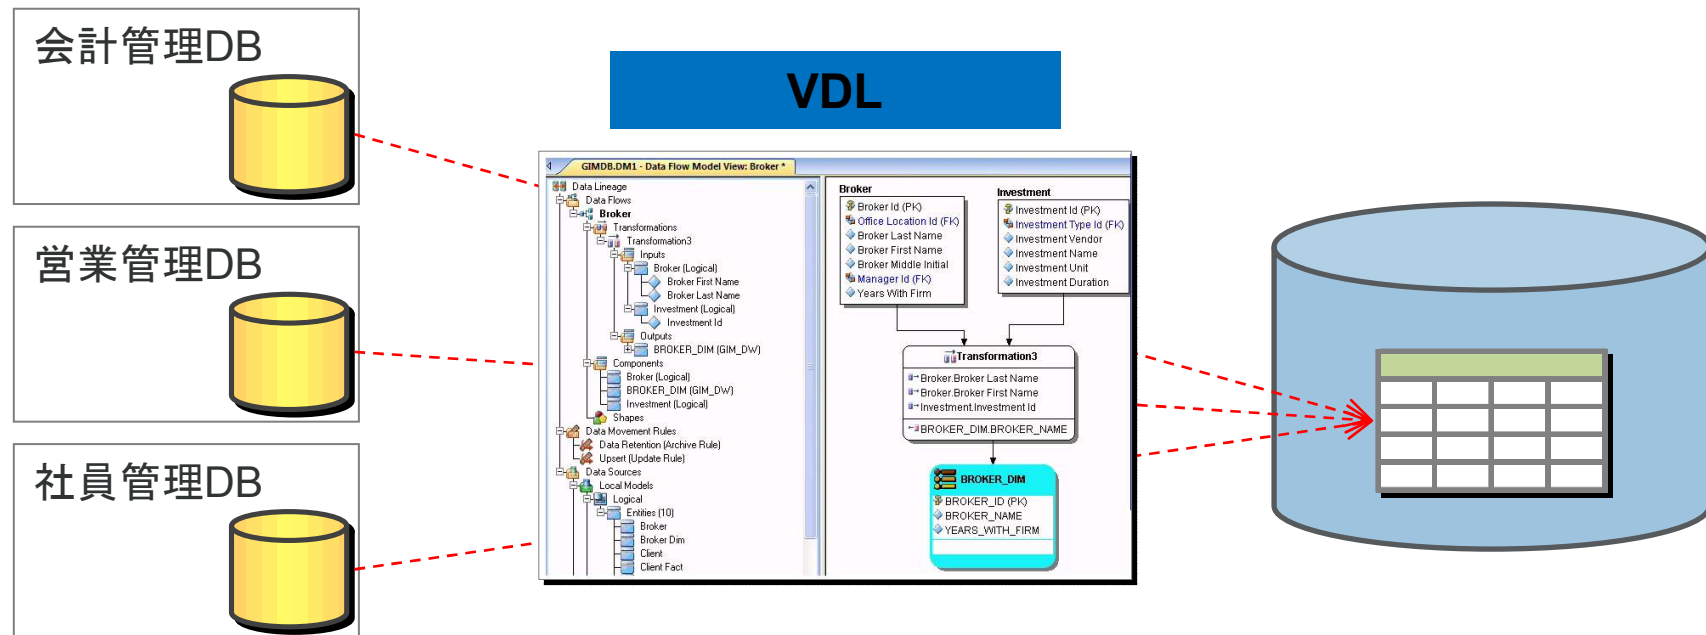 会計管理DB
営業管理DB
社員管理DB
VDL
GIMDB.DM1 - Data Flow Model View: Broker *
Data Lineage
Data Flows
Broker
Transformations
Transformation3
Inputs
Broker (Logical)
Broker First Name
Broker Last Name
Investment (Logical)
Investment Id
Outputs
BROKER_DIM (GIM_DW)
Components
Broker (Logical)
BROKER_DIM (GIM_DW)
Investment (Logical)
Shapes
Data Movement Rules
Data Retention (Archive Rule)
Upsert (Update Rule)
Data Sources
Local Models
Logical
Entities (10)
Broker
Broker Dim
Client
Client Fact
Broker
Broker Id (PK)
Office Location Id (FK)
Broker Last Name
Broker First Name
Broker Middle Initial
Manager Id (FK)
Years With Firm
Investment
Investment Id (PK)
Investment Type Id (FK)
Investment Vendor
Investment Name
Investment Unit
Investment Duration
Transformation3
Broker.Broker Last Name
Broker.Broker First Name
Investment.Investment Id
BROKER_DIM.BROKER_NAME
BROKER_DIM
BROKER_ID (PK)
BROKER_NAME
YEARS_WITH_FIRM